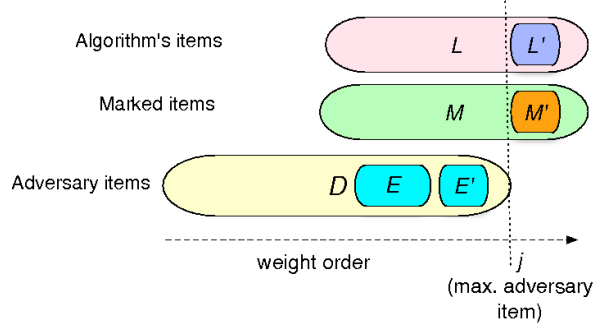 Algorithm's items L L'
Marked items M M'
Adversary items D E E'
weight order j
(max. adversary
item)